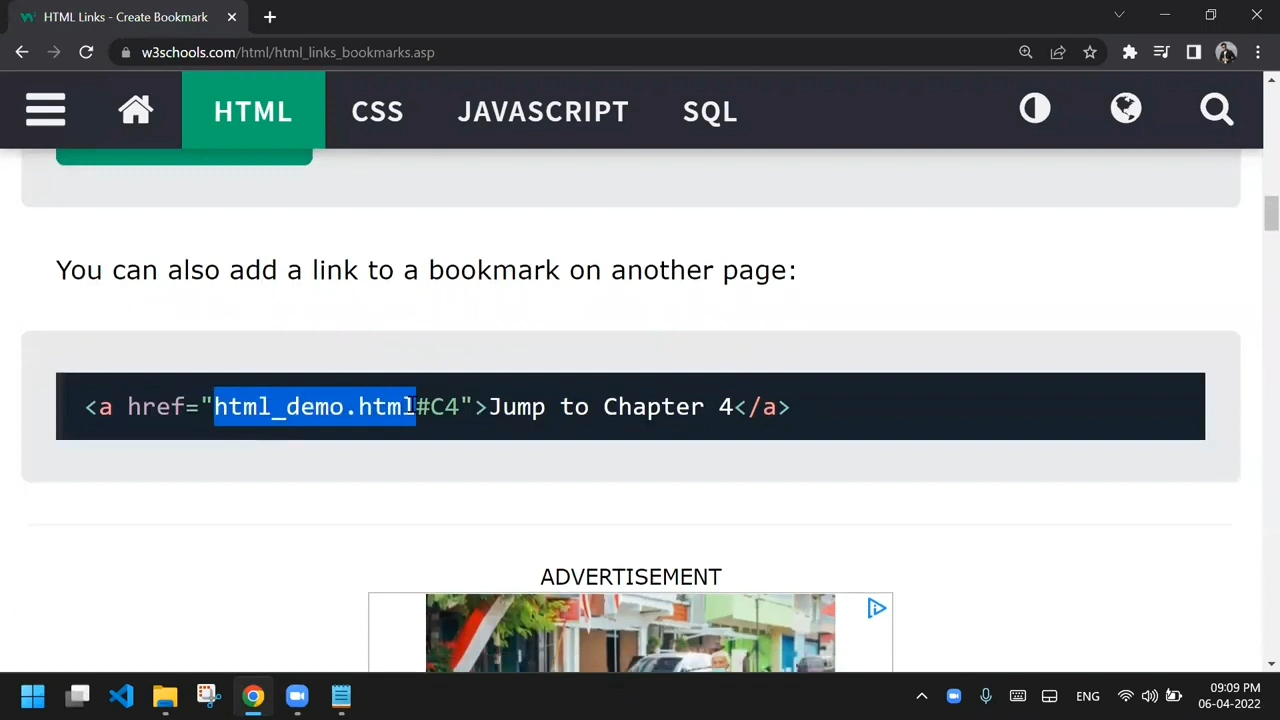 HTML Links - Create Bookmark
w3schools.com/html/html_links_bookmarks.asp
HTML CSS JAVASCRIPT SQL
You can also add a link to a bookmark on another page:
<a href="html_demo.html#C4">Jump to Chapter 4</a>
ADVERTISEMENT
ENG
09:09 PM
06-04-2022